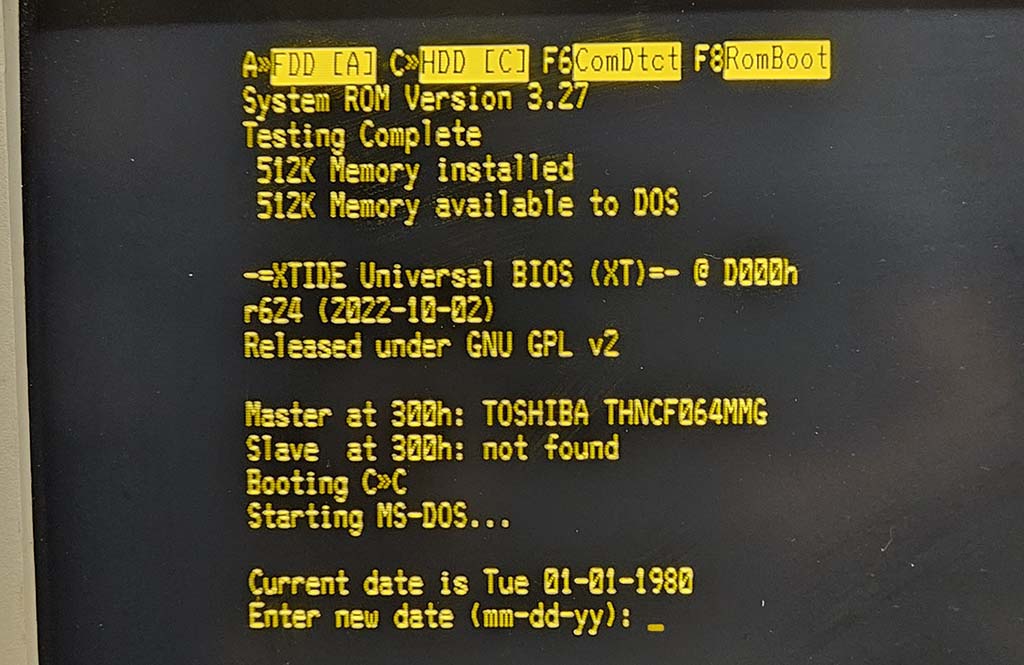 A»FDD [A] C»HDD [C] F6ComDtct F8RomBoot
System ROM Version 3.27
Testing Complete
512K Memory installed
512K Memory available to DOS
-=XTIDE Universal BIOS (XT)=- @ D000h
r624 (2022-10-02)
Released under GNU GPL v2
Master at 300h: TOSHIBA THNCF064MMG
Slave  at 300h: not found
Booting C»C
Starting MS-DOS...
Current date is Tue 01-01-1980
Enter new date (mm-dd-yy): _